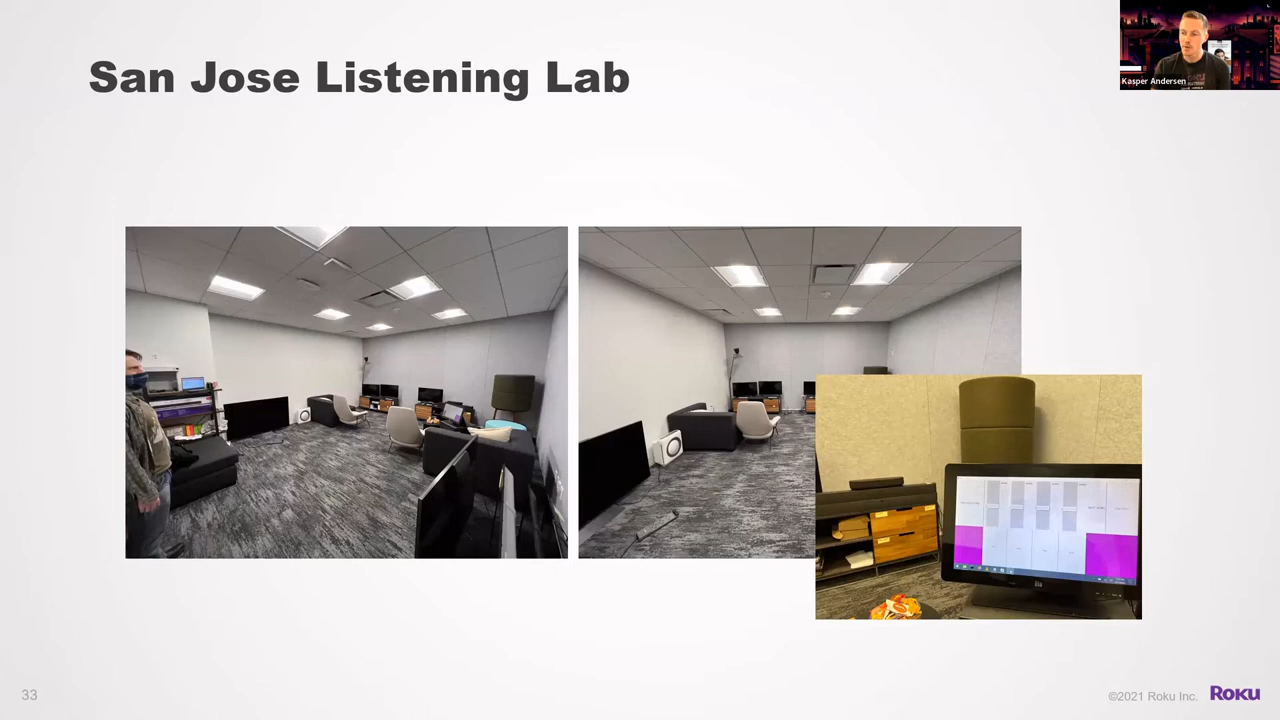 San Jose Listening Lab
Kasper Andersen
33
©2021 Roku Inc.
ROKU